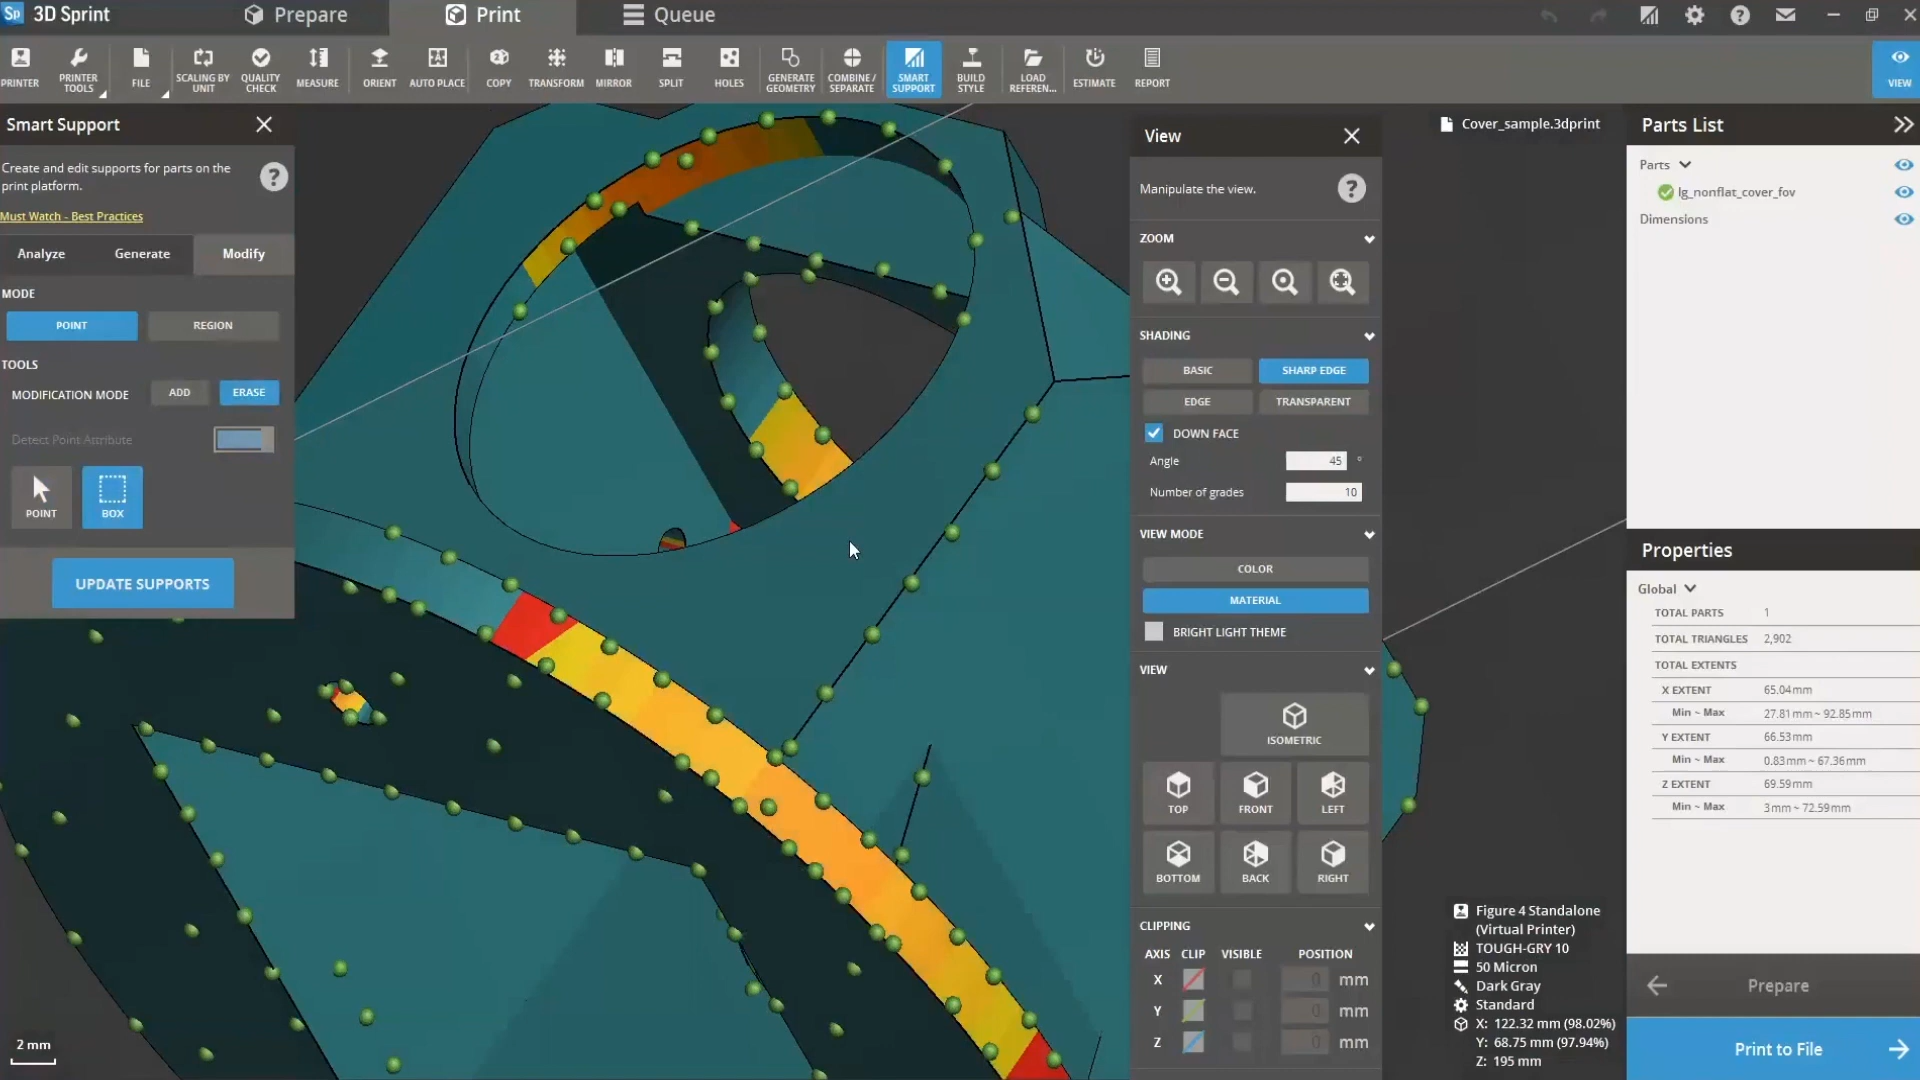 Sp 3D Sprint
Prepare
Print
Queue
PRINTER
PRINTER TOOLS
FILE
SCALING BY UNIT
QUALITY CHECK
MEASURE
ORIENT
AUTO PLACE
COPY
TRANSFORM
MIRROR
SPLIT
HOLES
GENERATE GEOMETRY
COMBINE / SEPARATE
SMART SUPPORT
BUILD STYLE
LOAD REFEREN...
ESTIMATE
REPORT
VIEW
Smart Support
Create and edit supports for parts on the
print platform.
Must Watch - Best Practices
Analyze
Generate
Modify
MODE
POINT
REGION
TOOLS
MODIFICATION MODE
ADD
ERASE
Detect Point Attribute
POINT
BOX
UPDATE SUPPORTS
2 mm
View
Manipulate the view.
ZOOM
SHADING
BASIC
SHARP EDGE
EDGE
TRANSPARENT
DOWN FACE
Angle 45 °
Number of grades 10
VIEW MODE
COLOR
MATERIAL
BRIGHT LIGHT THEME
VIEW
ISOMETRIC
TOP
FRONT
LEFT
BOTTOM
BACK
RIGHT
CLIPPING
AXIS CLIP VISIBLE POSITION
X 0 mm
Y 0 mm
Z 0 mm
Cover_sample.3dprint
Figure 4 Standalone
(Virtual Printer)
TOUGH-GRY 10
50 Micron
Dark Gray
Standard
X: 122.32 mm (98.02%)
Y: 68.75 mm (97.94%)
Z: 195 mm
Parts List
Parts
lg_nonflat_cover_fov
Dimensions
Properties
Global
TOTAL PARTS 1
TOTAL TRIANGLES 2,902
TOTAL EXTENTS
X EXTENT 65.04mm
Min ~ Max 27.81mm ~ 92.85mm
Y EXTENT 66.53mm
Min ~ Max 0.83mm ~ 67.36mm
Z EXTENT 69.59mm
Min ~ Max 3mm ~ 72.59mm
Prepare
Print to File